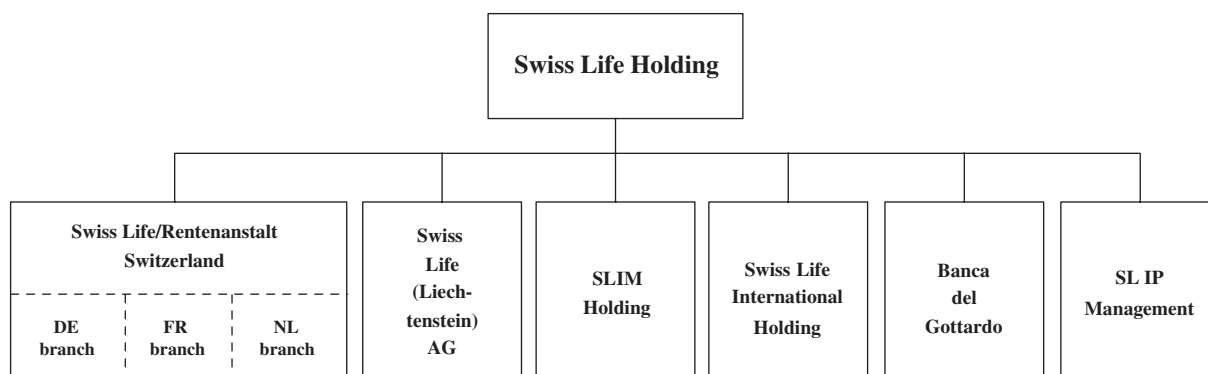 Swiss Life Holding
Swiss Life/Rentenanstalt
Switzerland
DE
branch
FR
branch
NL
branch
Swiss
Life
(Liech-
tenstein)
AG
SLIM
Holding
Swiss Life
International
Holding
Banca
del
Gottardo
SL IP
Management